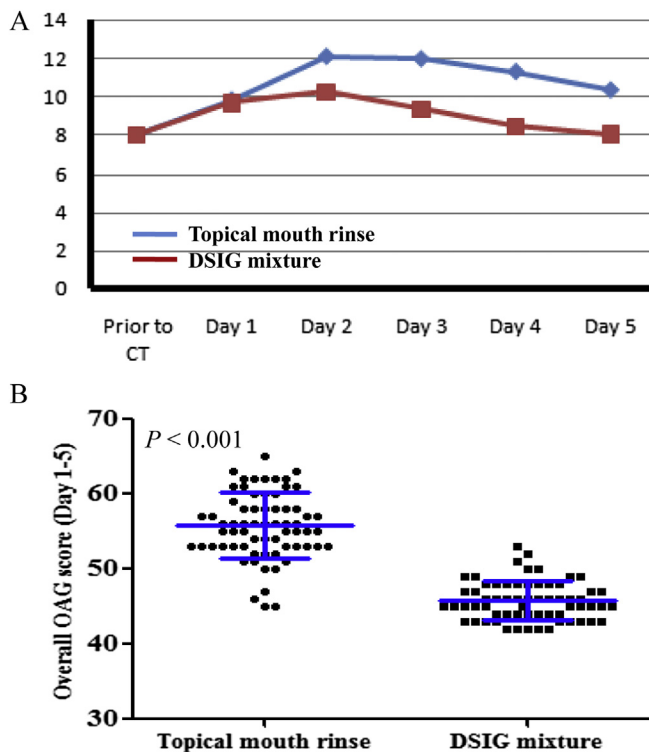 A
14
12
10
8
6
4
2
0
Topical mouth rinse
DSIG mixture
Prior to CT
Day 1
Day 2
Day 3
Day 4
Day 5
B
Overall OAG score (Day 1-5)
70
60
50
40
30
P < 0.001
Topical mouth rinse
DSIG mixture